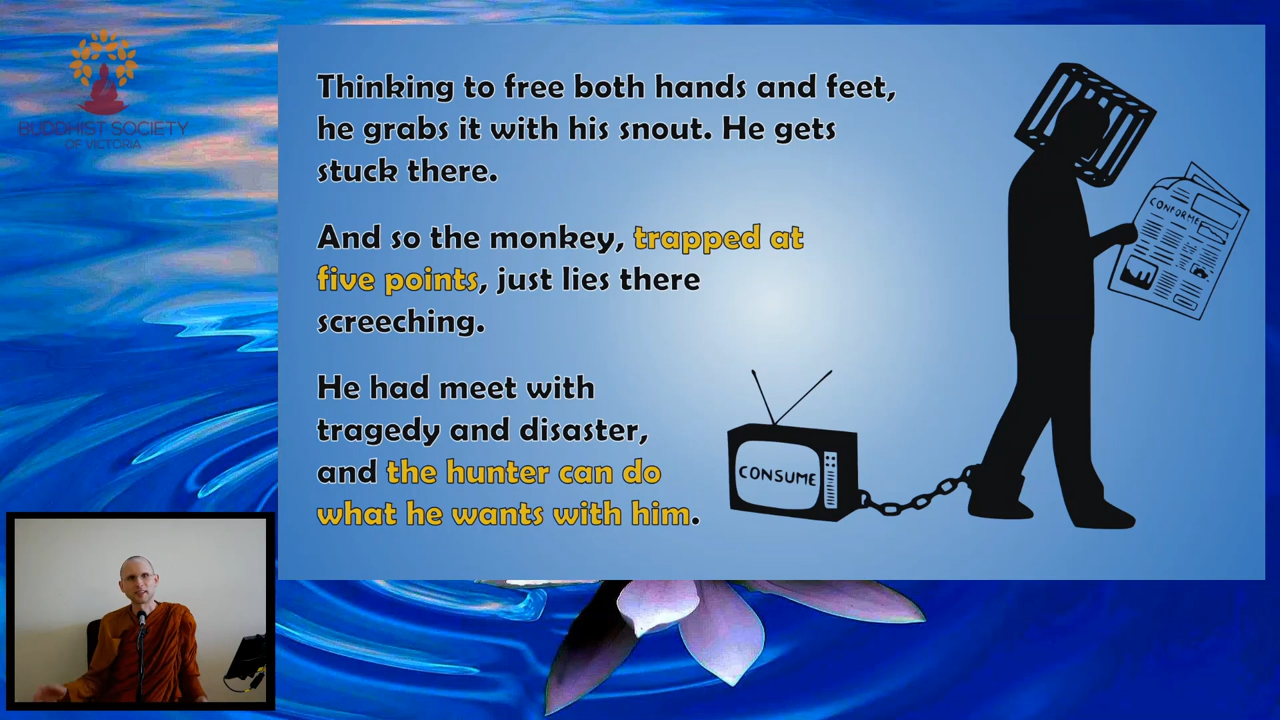 BUDDHIST SOCIETY
OF VICTORIA
Thinking to free both hands and feet,
he grabs it with his snout. He gets
stuck there.
And so the monkey, trapped at
five points, just lies there
screeching.
He had meet with
tragedy and disaster,
and the hunter can do
what he wants with him.
CONFORME
CONSUME